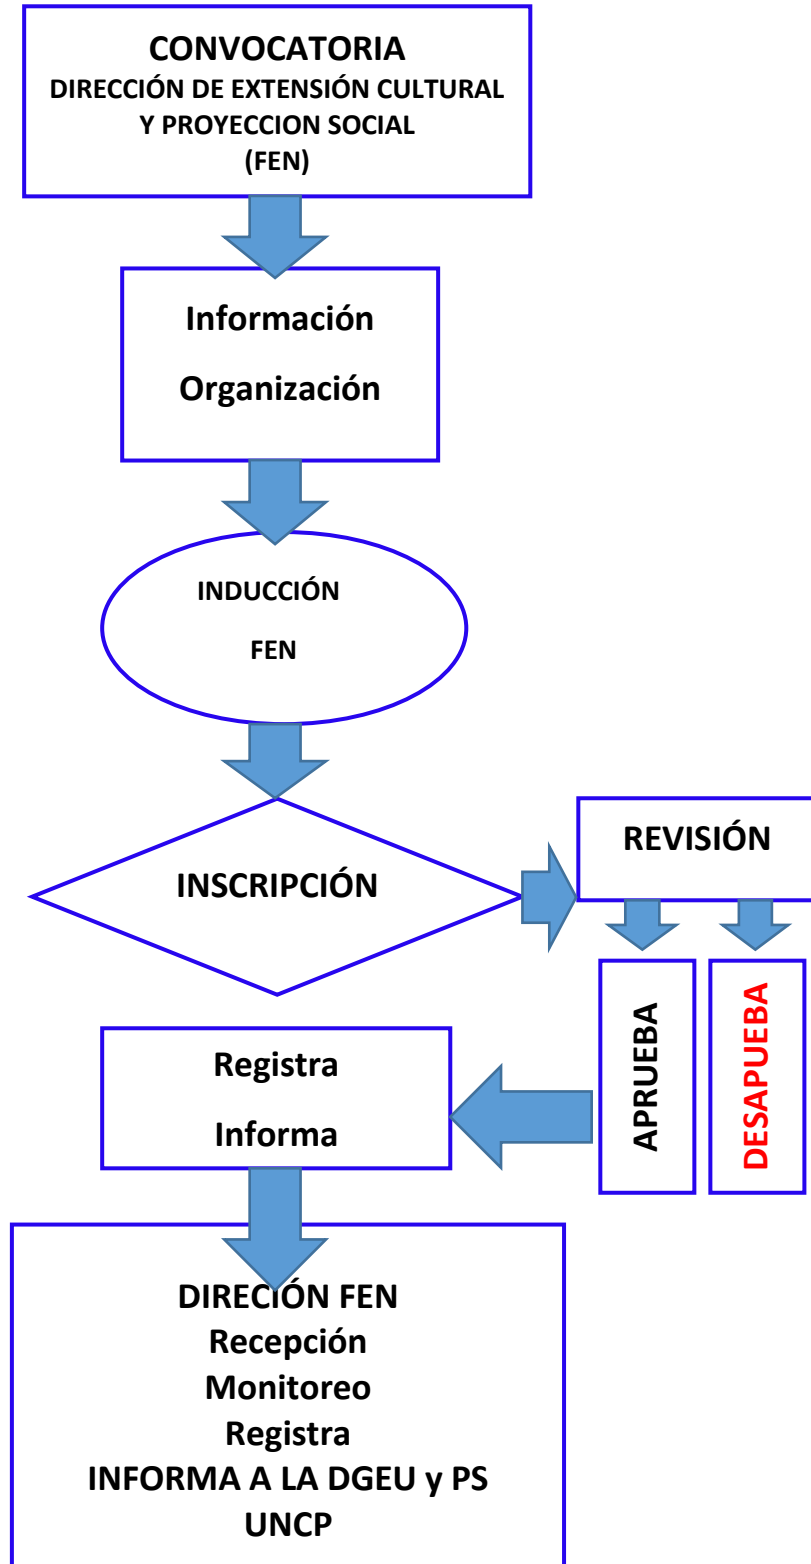 CONVOCATORIA
DIRECCIÓN DE EXTENSIÓN CULTURAL
Y PROYECCION SOCIAL
(FEN)
Información
Organización
INDUCCIÓN
FEN
INSCRIPCIÓN
REVISIÓN
APRUEBA
DESAPUEBA
Registra
Informa
DIRECIÓN FEN
Recepción
Monitoreo
Registra
INFORMA A LA DGEU y PS
UNCP